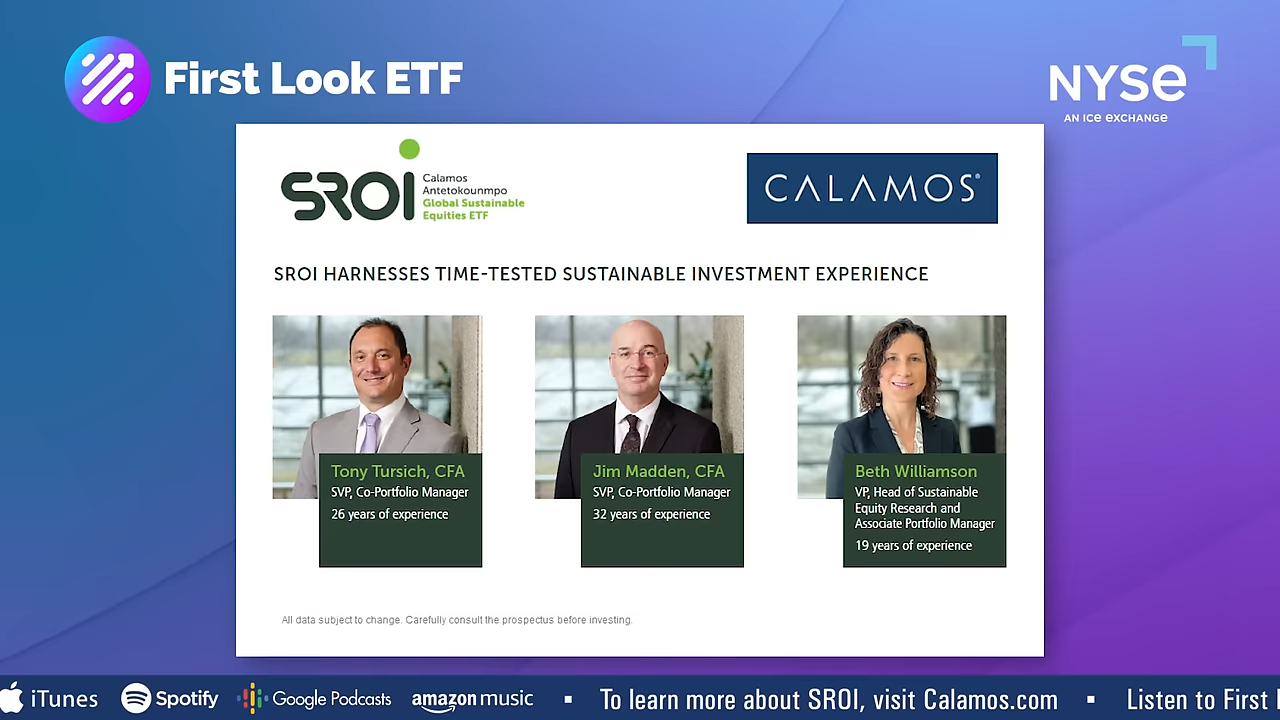 First Look ETF
NYSE
AN ICE EXCHANGE
SROI
Calamos
Antetokounmpo
Global Sustainable
Equities ETF
CALAMOS®
SROI HARNESSES TIME-TESTED SUSTAINABLE INVESTMENT EXPERIENCE
Tony Tursich, CFA
SVP, Co-Portfolio Manager
26 years of experience
Jim Madden, CFA
SVP, Co-Portfolio Manager
32 years of experience
Beth Williamson
VP, Head of Sustainable
Equity Research and
Associate Portfolio Manager
19 years of experience
All data subject to change. Carefully consult the prospectus before investing.
iTunes Spotify Google Podcasts amazon music ▪ To learn more about SROI, visit Calamos.com ▪ Listen to First